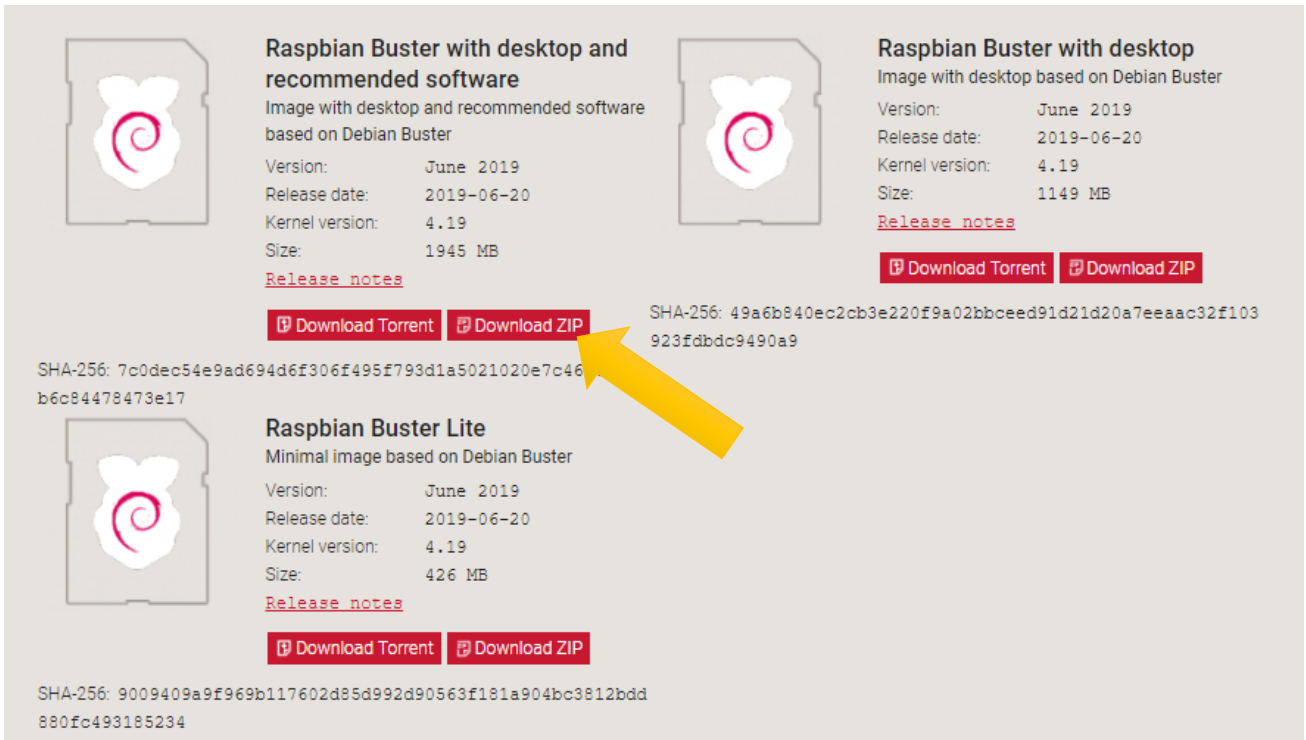 Raspbian Buster with desktop and
recommended software
Image with desktop and recommended software
based on Debian Buster
Version: June 2019
Release date: 2019-06-20
Kernel version: 4.19
Size: 1945 MB
Release notes
Download Torrent Download ZIP
SHA-256: 7c0dec54e9ad694d6f306f495f793d1a5021020e7c46
b6c84478473e17
Raspbian Buster with desktop
Image with desktop based on Debian Buster
Version: June 2019
Release date: 2019-06-20
Kernel version: 4.19
Size: 1149 MB
Release notes
Download Torrent Download ZIP
SHA-256: 49a6b840ec2cb3e220f9a02bbceed91d21d20a7eeaac32f103
923fdbdc9490a9
Raspbian Buster Lite
Minimal image based on Debian Buster
Version: June 2019
Release date: 2019-06-20
Kernel version: 4.19
Size: 426 MB
Release notes
Download Torrent Download ZIP
SHA-256: 9009409a9f969b117602d85d992d90563f181a904bc3812bdd
880fc493185234